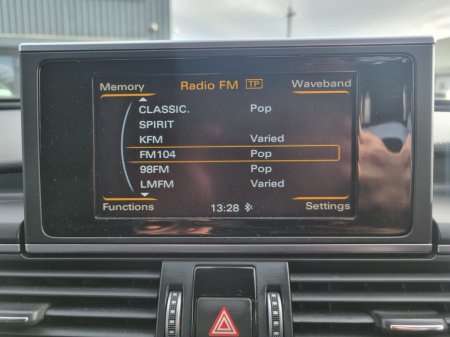 Memory Radio FM TP Waveband
CLASSIC. Pop
SPIRIT
KFM Varied
FM104 Pop
98FM Pop
LMFM Varied
Functions 13:28 Settings